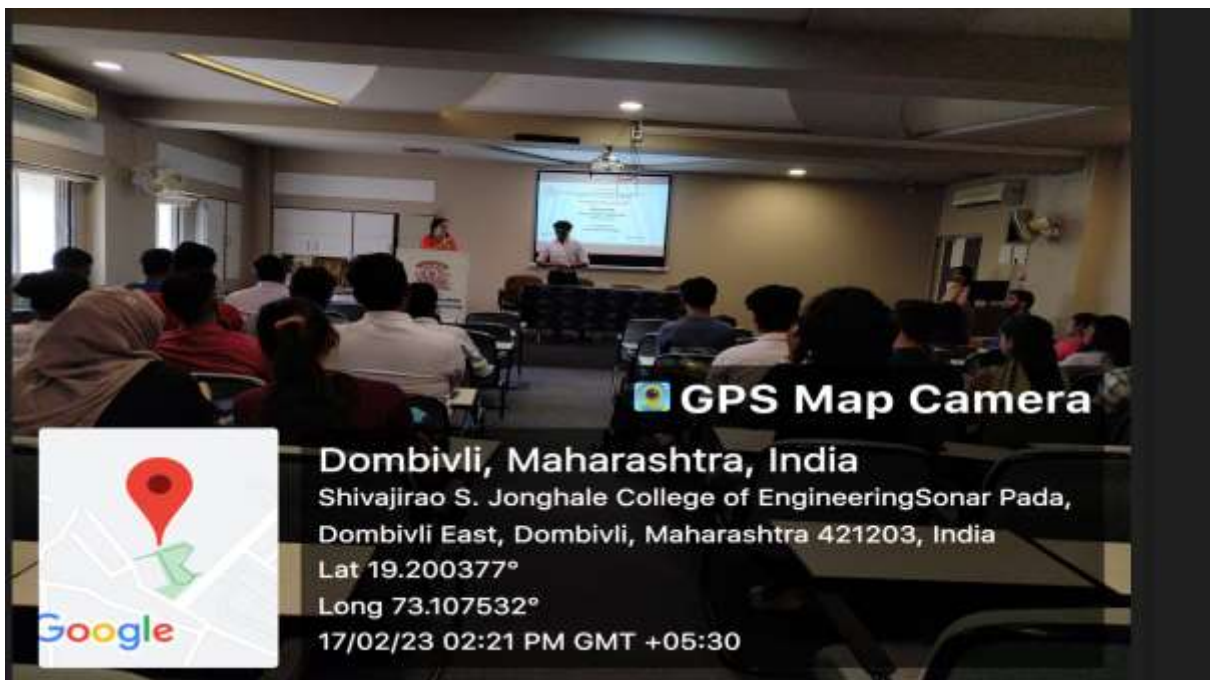 GPS Map Camera
Dombivli, Maharashtra, India
Shivajirao S. Jonghale College of EngineeringSonar Pada,
Dombivli East, Dombivli, Maharashtra 421203, India
Lat 19.200377°
Long 73.107532°
17/02/23 02:21 PM GMT +05:30
Google